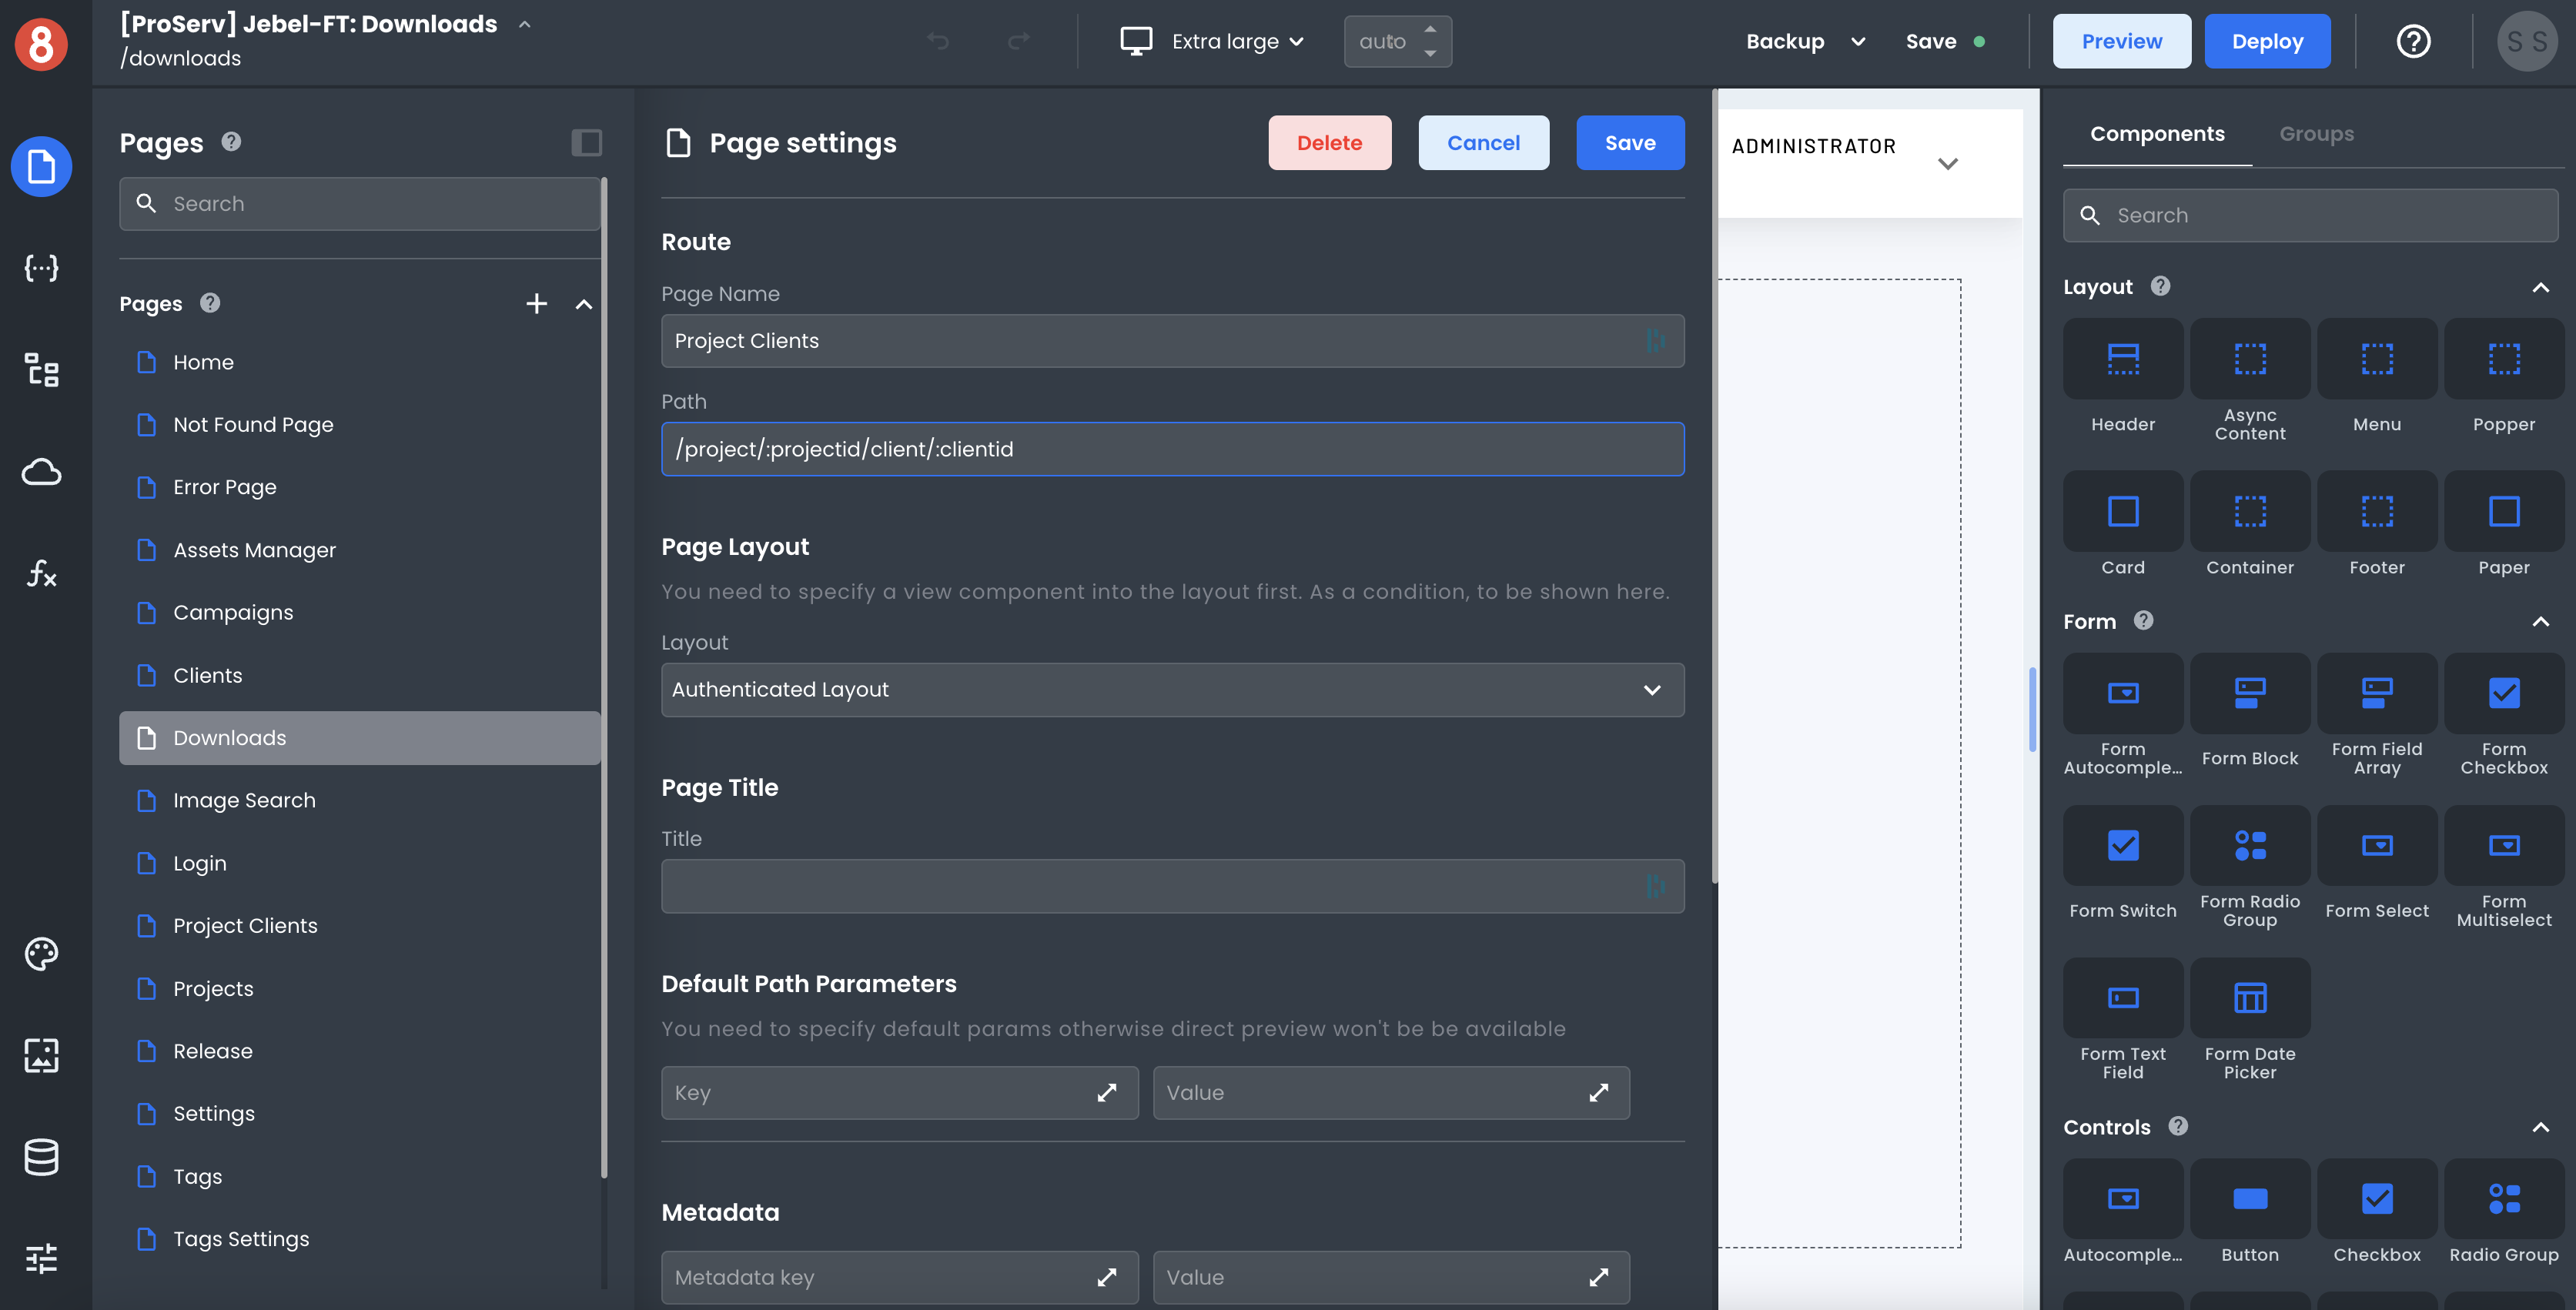 8
[ProServ] Jebel-FT: Downloads
/downloads
Extra large
auto
Backup
Save
Preview
Deploy
?
S S
Pages ?
Search
Pages ?
Home
Not Found Page
Error Page
Assets Manager
Campaigns
Clients
Downloads
Image Search
Login
Project Clients
Projects
Release
Settings
Tags
Tags Settings
Page settings
Delete
Cancel
Save
Route
Page Name
Project Clients
Path
/project/:projectid/client/:clientid
Page Layout
You need to specify a view component into the layout first. As a condition, to be shown here.
Layout
Authenticated Layout
Page Title
Title
Default Path Parameters
You need to specify default params otherwise direct preview won't be be available
Key
Value
Metadata
Metadata key
Value
ADMINISTRATOR
Components
Groups
Search
Layout ?
Header
Async
Content
Menu
Popper
Card
Container
Footer
Paper
Form ?
Form
Autocomple...
Form Block
Form Field
Array
Form
Checkbox
Form Switch
Form Radio
Group
Form Select
Form
Multiselect
Form Text
Field
Form Date
Picker
Controls ?
Autocomple...
Button
Checkbox
Radio Group